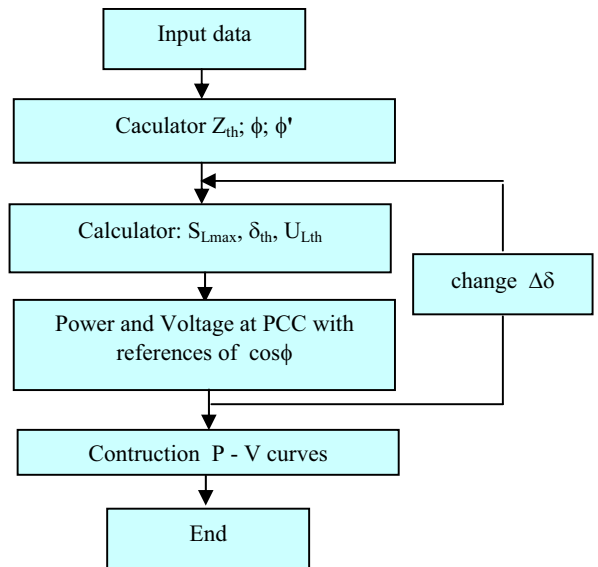 Input data
Caculator Zth; ϕ; ϕ'
Calculator: SLmax, δth, ULth
change Δδ
Power and Voltage at PCC with
references of cosϕ
Contruction P - V curves
End